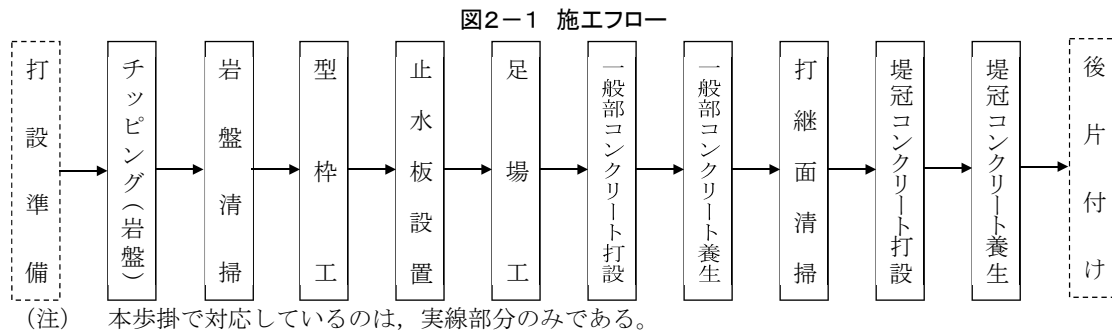 図2-1 施工フロー
打設準備
チッピング(岩盤)
岩盤清掃
型枠工
止水板設置
足場工
一般部コンクリート打設
一般部コンクリート養生
打継面清掃
堤冠コンクリート打設
堤冠コンクリート養生
後片付け
(注) 本歩掛で対応しているのは,実線部分のみである。